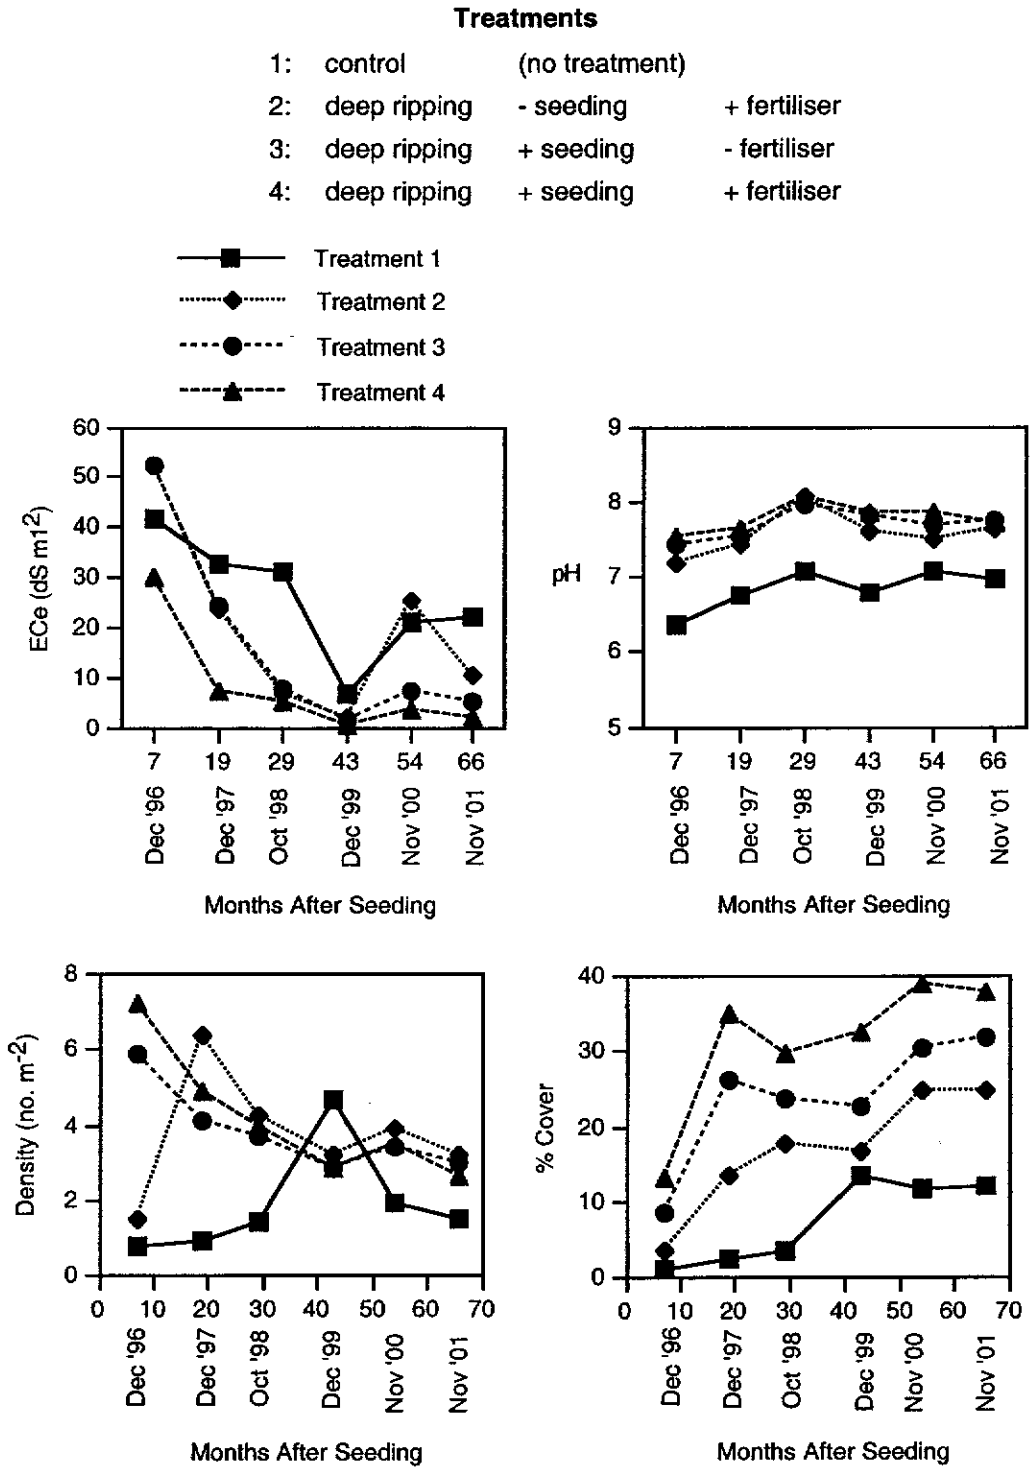 Treatments
1: control (no treatment)
2: deep ripping - seeding + fertiliser
3: deep ripping + seeding - fertiliser
4: deep ripping + seeding + fertiliser
Treatment 1
Treatment 2
Treatment 3
Treatment 4
ECe (dS m12)
60
50
40
30
20
10
0
7 19 29 43 54 66
Dec '96 Dec '97 Oct '98 Dec '99 Nov '00 Nov '01
Months After Seeding
pH
9
8
7
6
5
7 19 29 43 54 66
Dec '96 Dec '97 Oct '98 Dec '99 Nov '00 Nov '01
Months After Seeding
Density (no. m-2)
8
6
4
2
0
0 10 20 30 40 50 60 70
Dec '96 Dec '97 Oct '98 Dec '99 Nov '00 Nov '01
Months After Seeding
% Cover
40
30
20
10
0
0 10 20 30 40 50 60 70
Dec '96 Dec '97 Oct '98 Dec '99 Nov '00 Nov '01
Months After Seeding